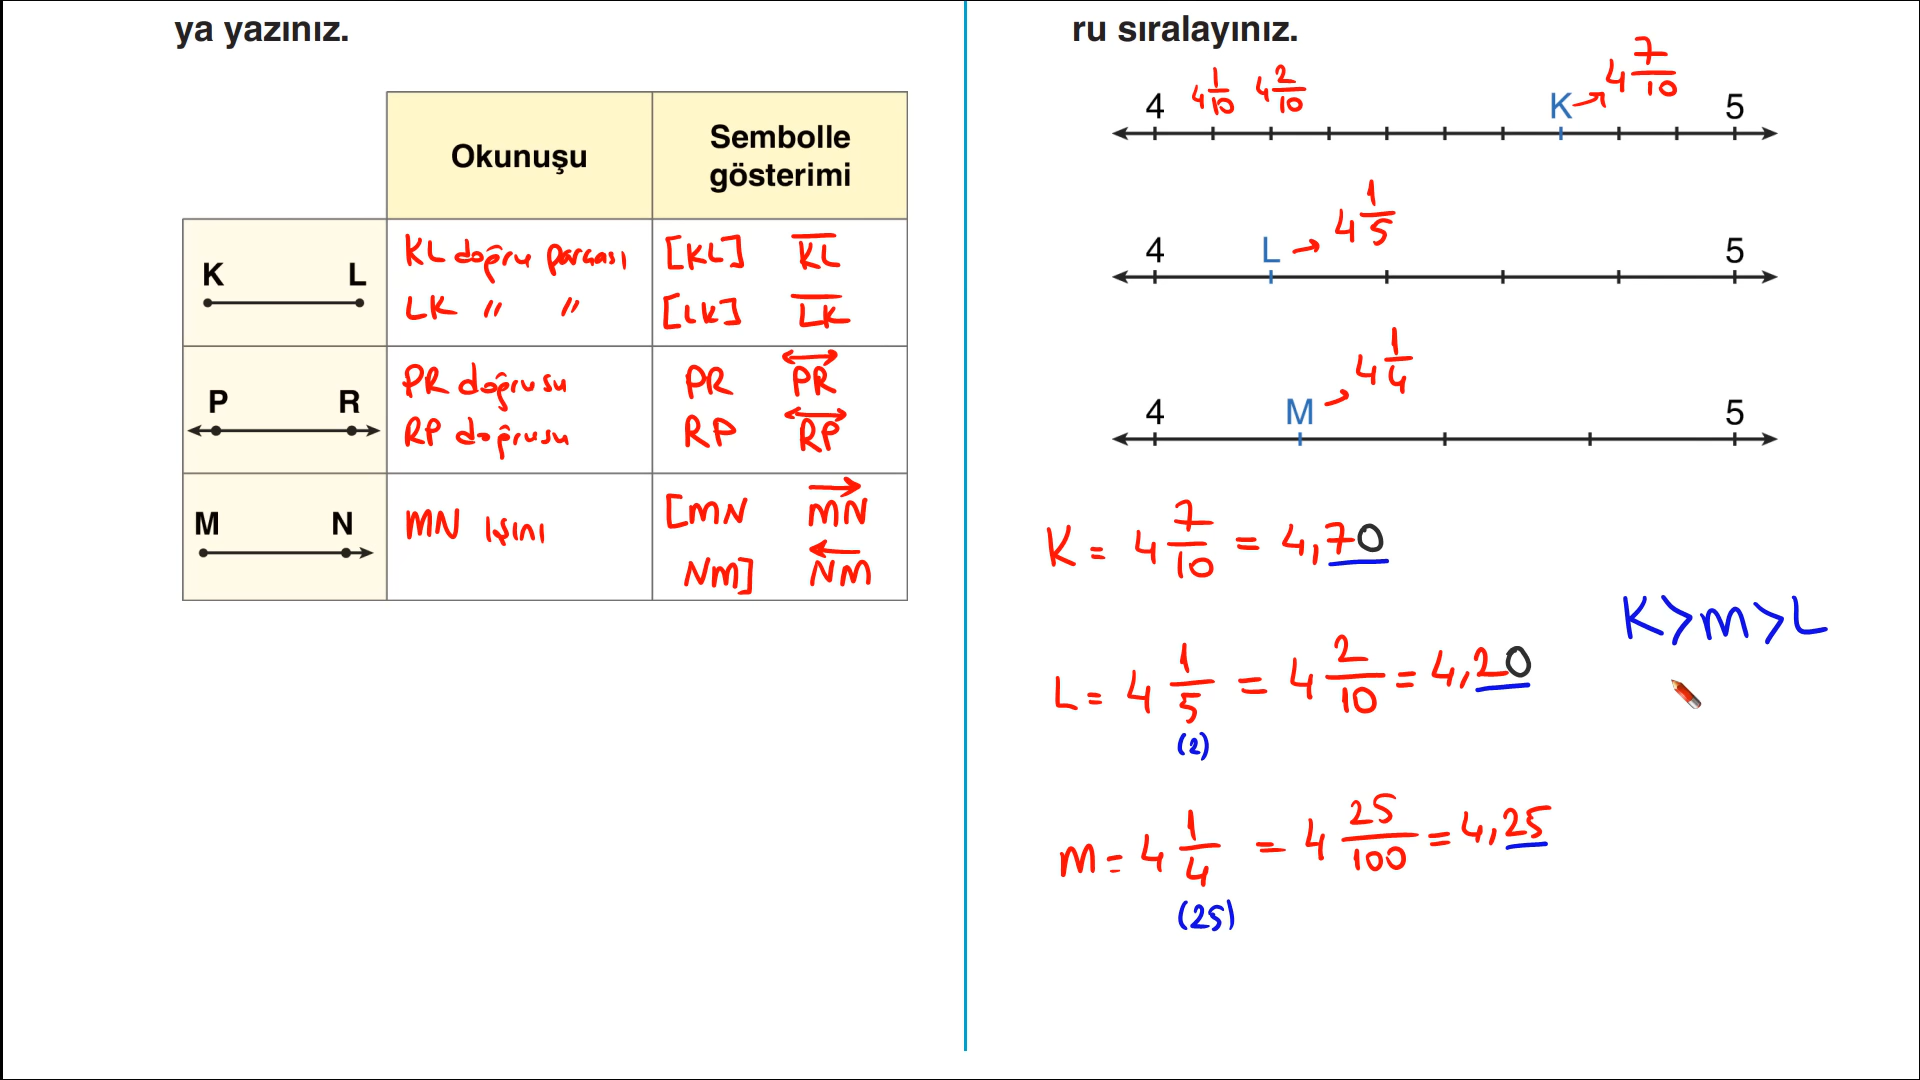 ya yazınız.
Okunuşu
Sembolle
gösterimi
K L
KL doğru parçası
LK " "
[KL] KL
[LK] LK
P R
PR doğrusu
RP doğrusu
PR PR
RP RP
M N
MN ışını
[MN MN
NM] NM
ru sıralayınız.
4 4 1/10 4 2/10 K → 4 7/10 5
4 L → 4 1/5 5
4 M → 4 1/4 5
K = 4 7/10 = 4,70
L = 4 1/5 = 4 2/10 = 4,20
(2)
m = 4 1/4 = 4 25/100 = 4,25
(25)
K > m > L